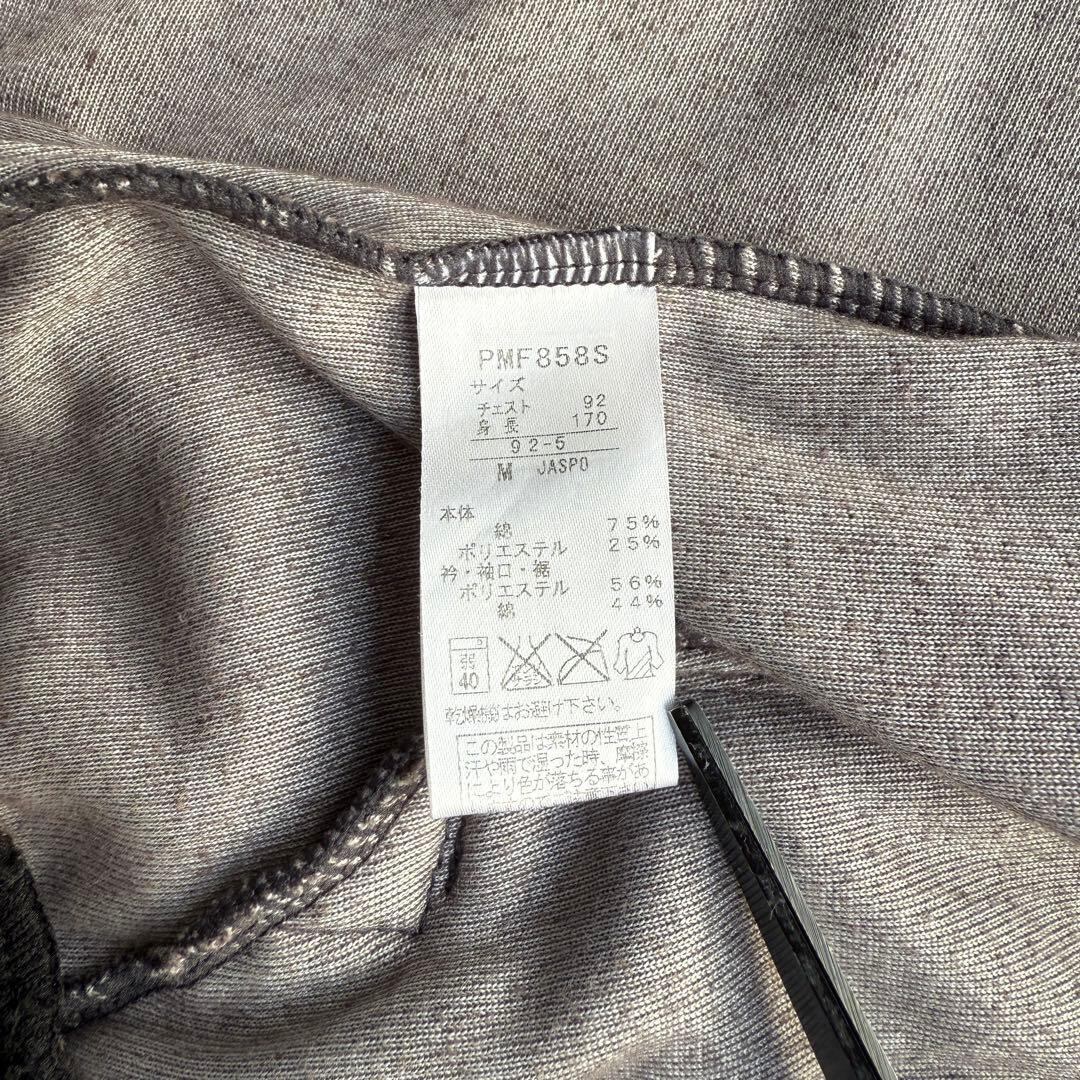 PMF858S
サイズ
チェスト 92
身長 170
92-5
M JASPO
本体
綿 75%
ポリエステル 25%
衿・袖口・裾
ポリエステル 56%
綿 44%
弱
40
乾燥機はお避け下さい。
この製品は素材の性質上
汗や雨で湿った時、摩擦
により色が落ちる事があ